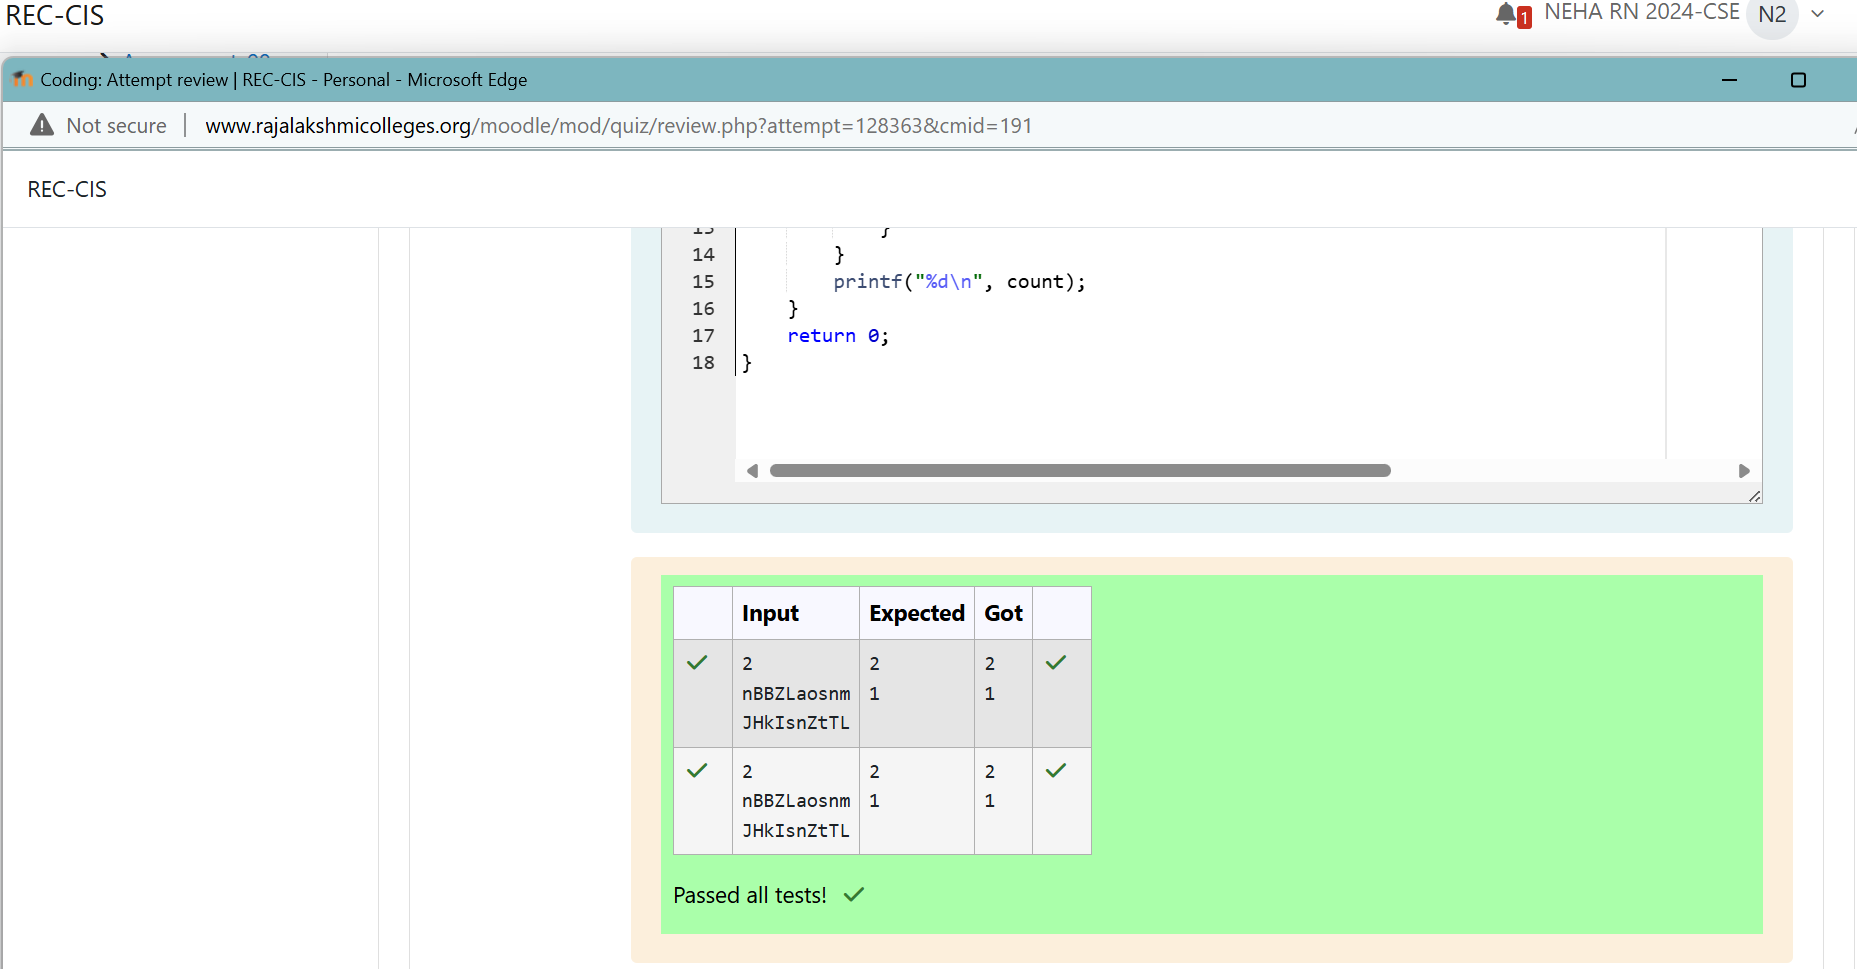 REC-CIS
1
NEHA RN 2024-CSE
N2
Coding: Attempt review | REC-CIS - Personal - Microsoft Edge
Not secure
www.rajalakshmicolleges.org/moodle/mod/quiz/review.php?attempt=128363&cmid=191
REC-CIS
13 }
14 }
15 printf("%d\n", count);
16 }
17 return 0;
18 }
Input Expected Got
2 2 2
nBBZLaosnm 1 1
JHkIsnZtTL
2 2 2
nBBZLaosnm 1 1
JHkIsnZtTL
Passed all tests!